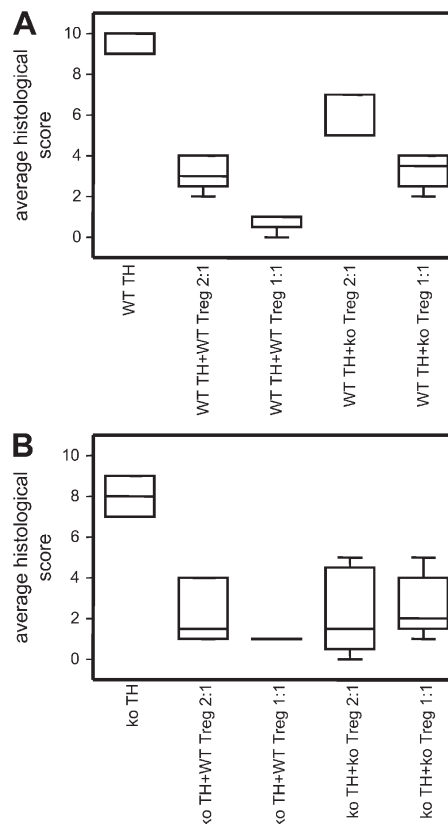 A
average histological
score
10
8
6
4
2
0
WT TH
WT TH+WT Treg 2:1
WT TH+WT Treg 1:1
WT TH+ko Treg 2:1
WT TH+ko Treg 1:1
B
average histological
score
10
8
6
4
2
0
ko TH
ko TH+WT Treg 2:1
ko TH+WT Treg 1:1
ko TH+ko Treg 2:1
ko TH+ko Treg 1:1